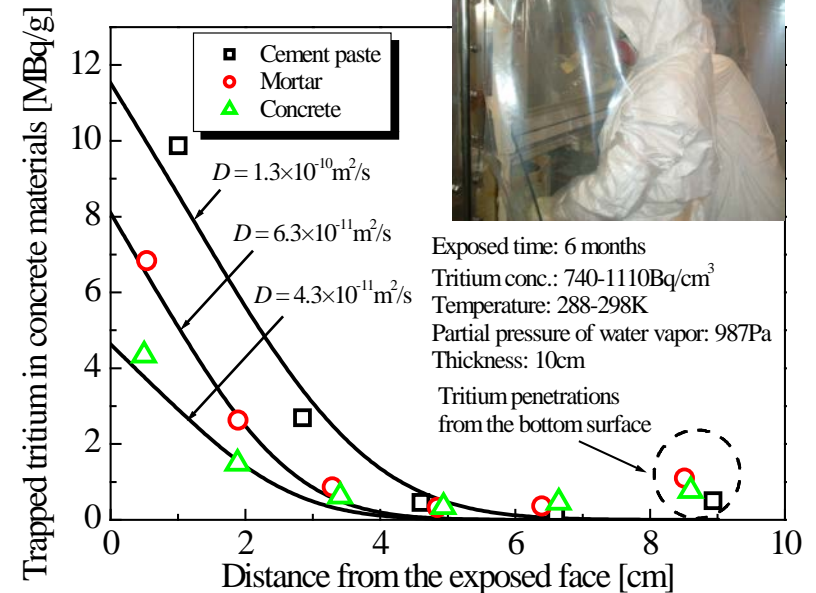 Trapped tritium in concrete materials [MBq/g]
12
10
8
6
4
2
0
Cement paste
Mortar
Concrete
D = 1.3×10⁻¹⁰m²/s
D = 6.3×10⁻¹¹m²/s
D = 4.3×10⁻¹¹m²/s
Exposed time: 6 months
Tritium conc.: 740-1110Bq/cm³
Temperature: 288-298K
Partial pressure of water vapor: 987Pa
Thickness: 10cm
Tritium penetrations
from the bottom surface
0 2 4 6 8 10
Distance from the exposed face [cm]